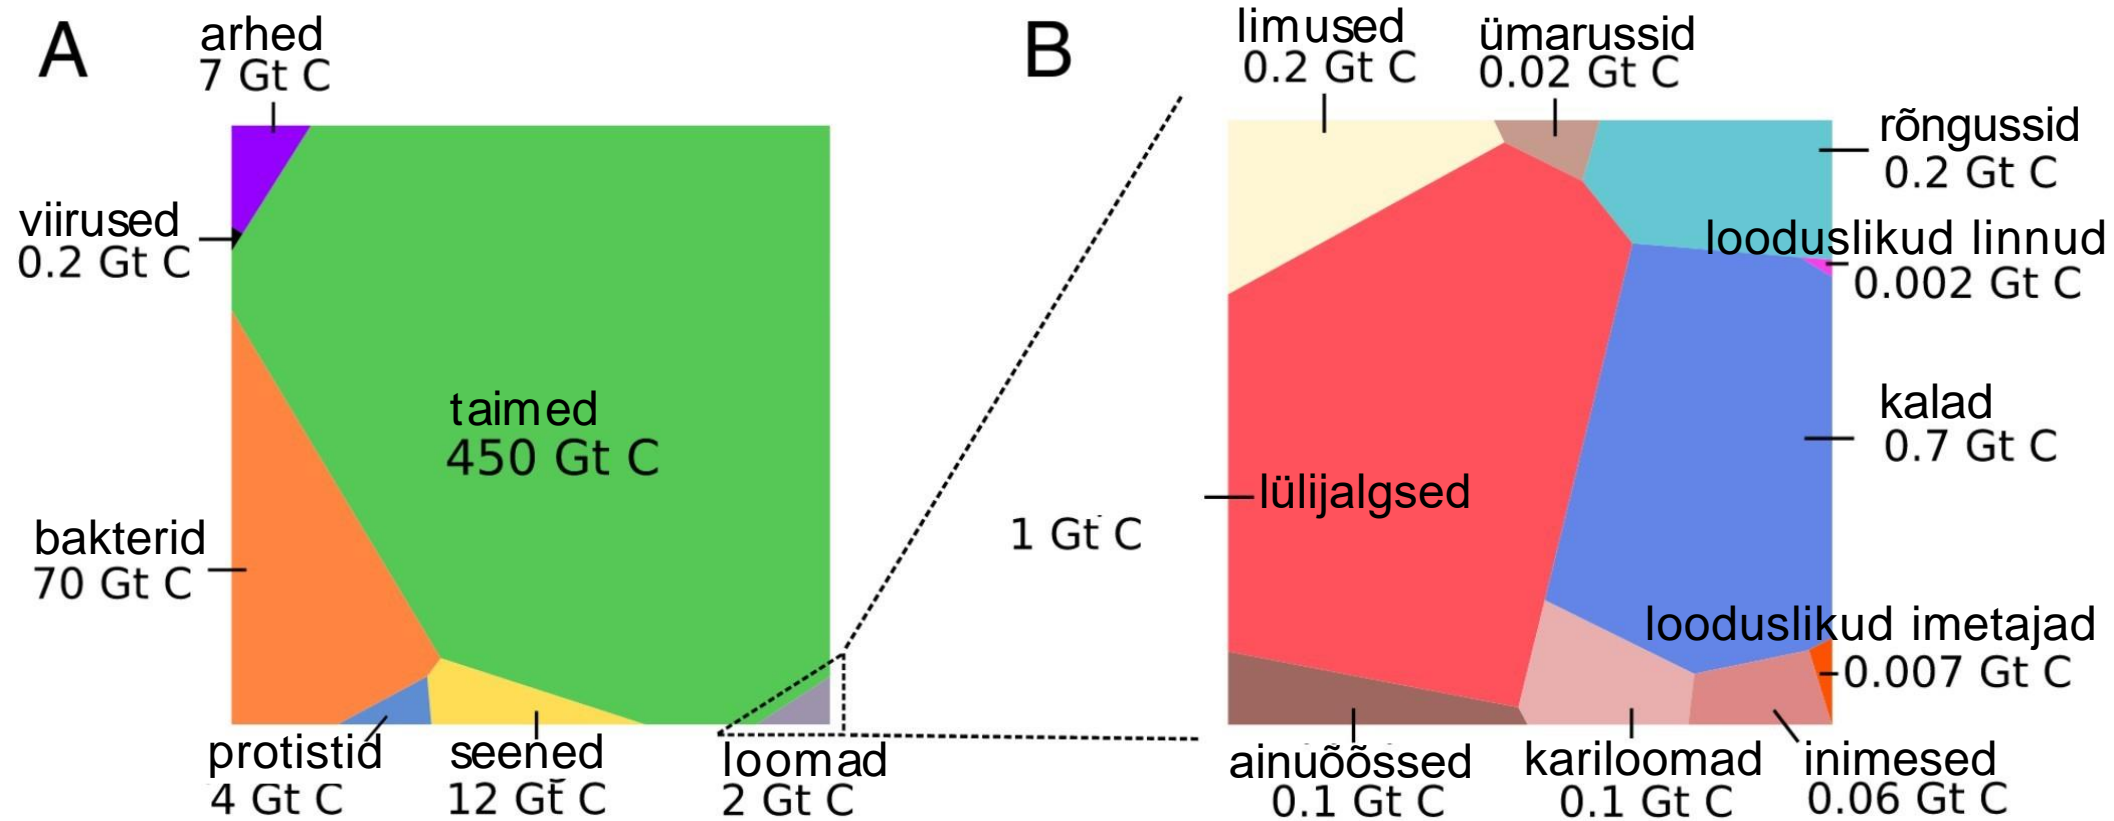 A
arhed
7 Gt C
viirused
0.2 Gt C
taimed
450 Gt C
bakterid
70 Gt C
protistid
4 Gt C
seened
12 Gt C
loomad
2 Gt C
B
limused
0.2 Gt C
ümarussid
0.02 Gt C
rõngussid
0.2 Gt C
looduslikud linnud
0.002 Gt C
kalad
0.7 Gt C
lülijalgsed
1 Gt C
looduslikud imetajad
0.007 Gt C
ainuõõssed
0.1 Gt C
kariloomad
0.1 Gt C
inimesed
0.06 Gt C